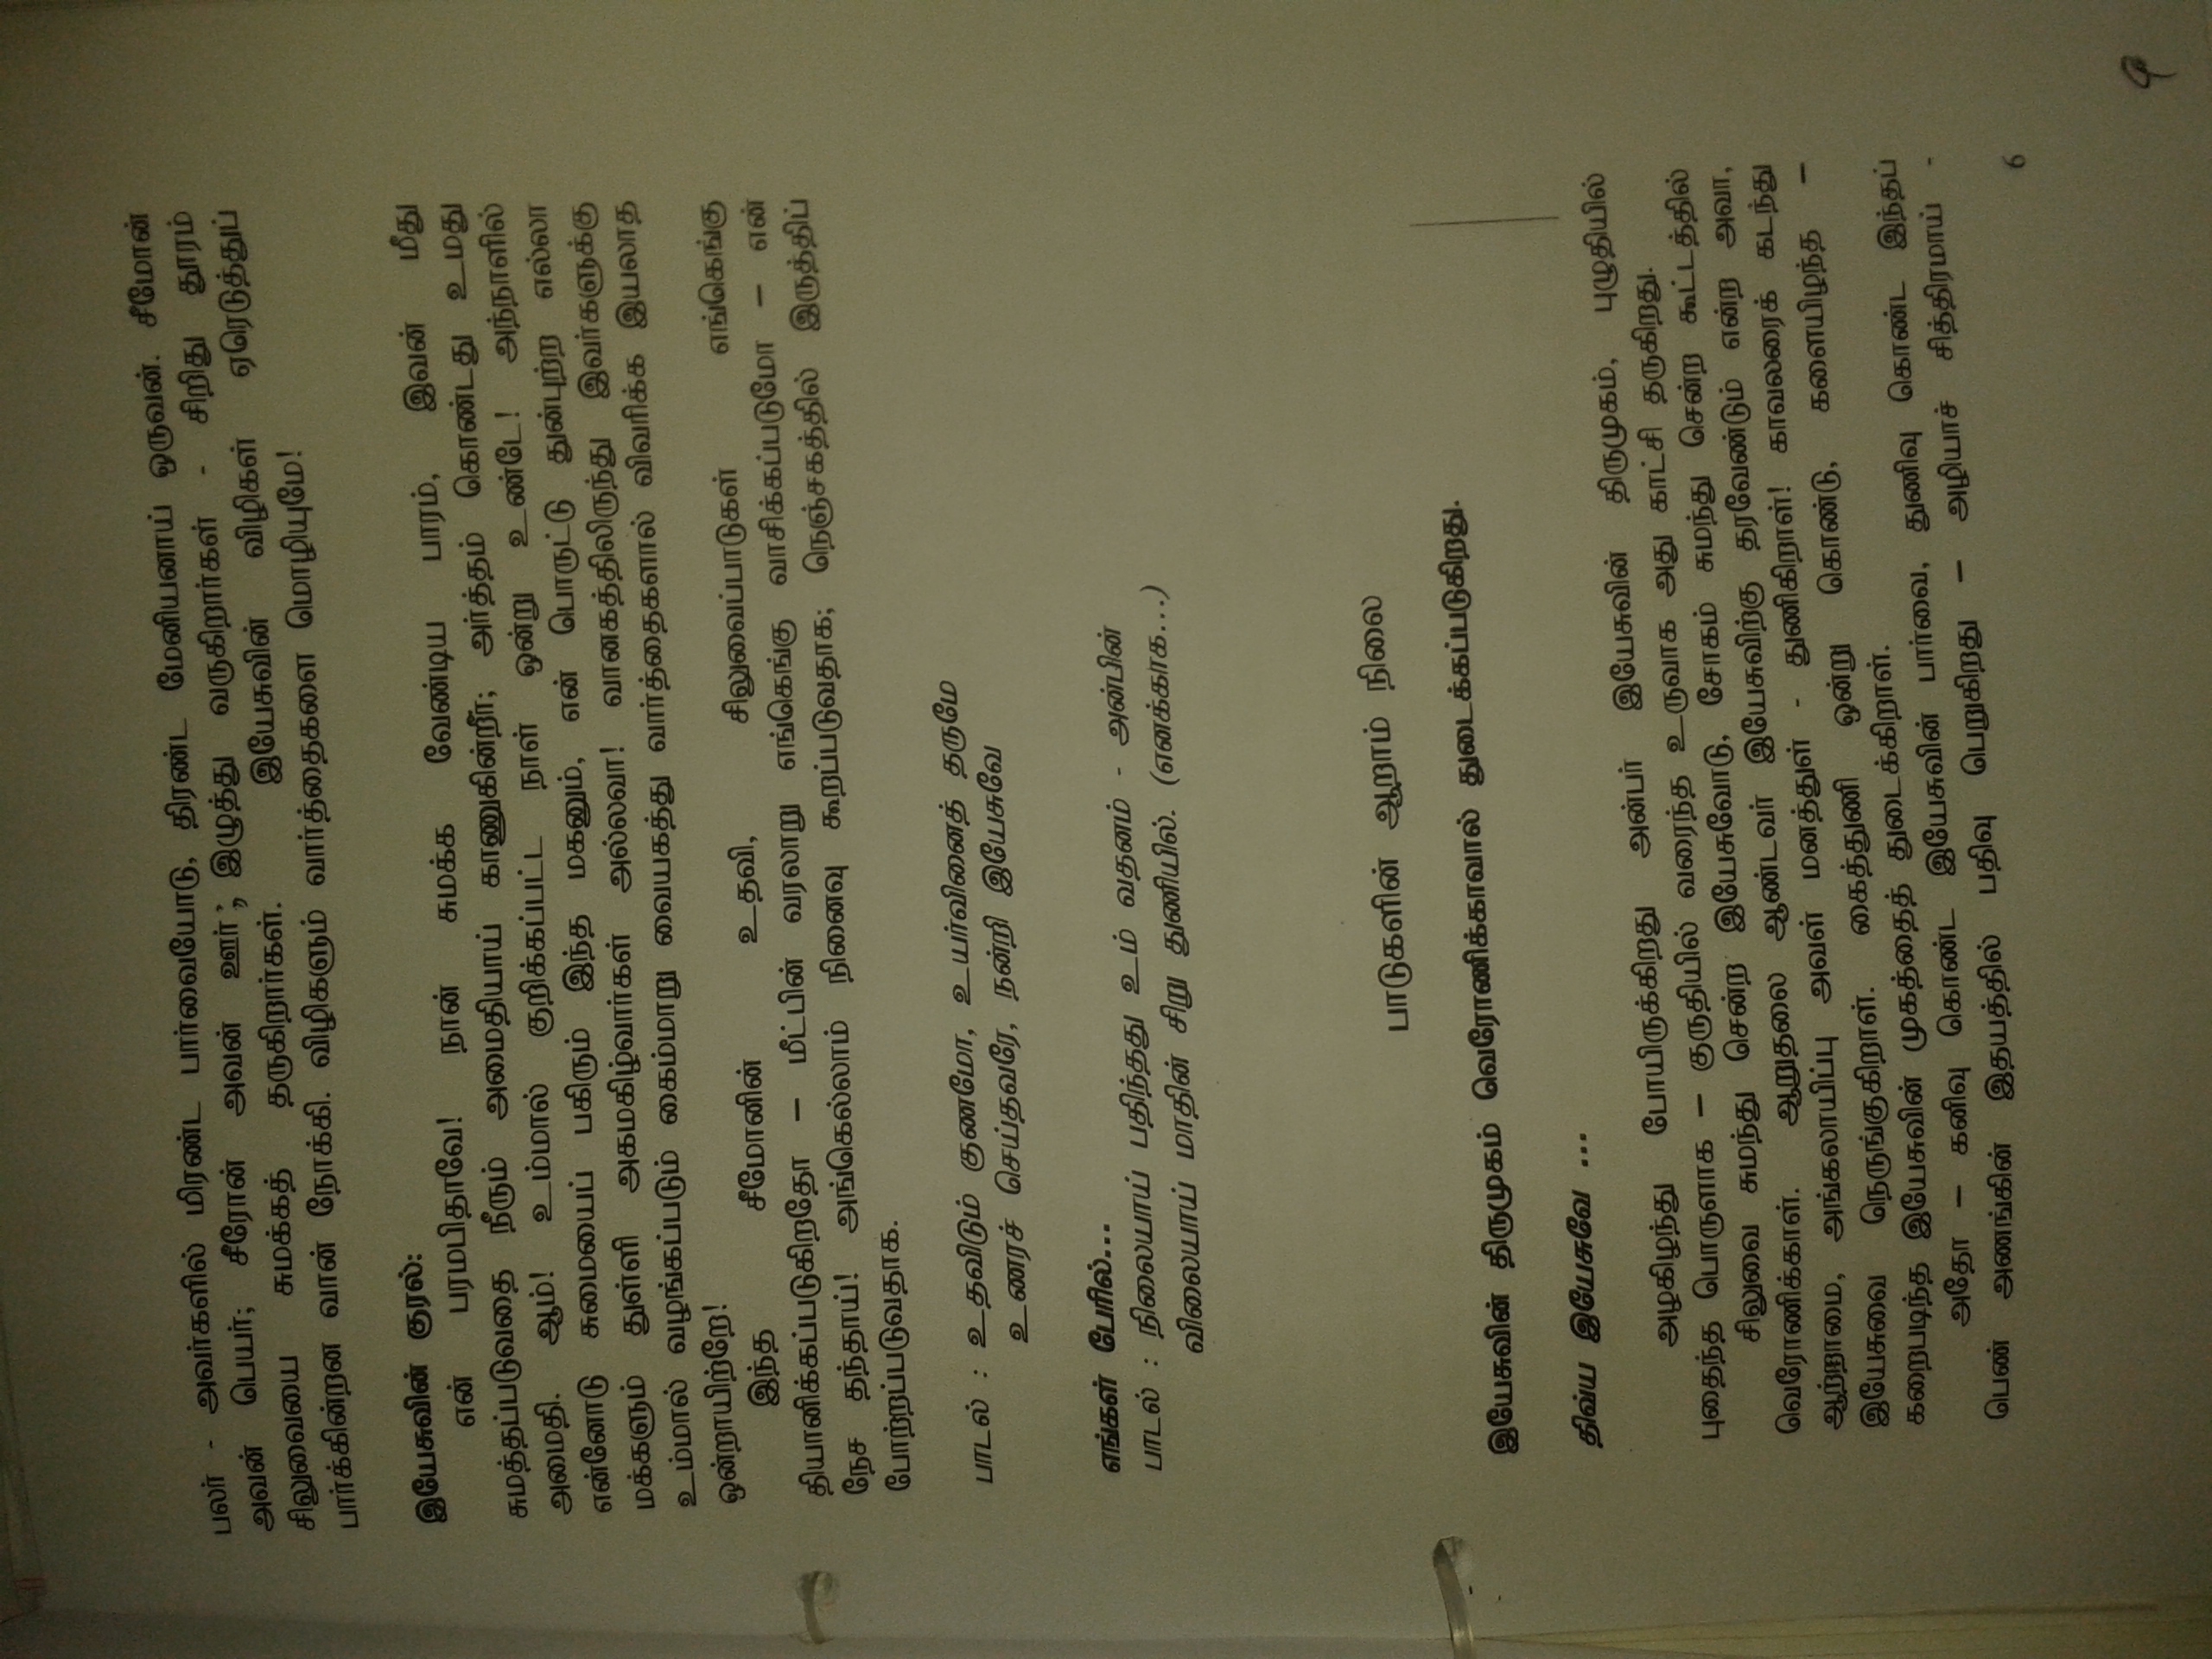 பலர் - அவர்களில் மிரண்ட பார்வையோடு, திரண்ட மேனியனாய் ஒருவன். சீமோன்
அவன் பெயர்; சீரோன் அவன் ஊர்; இழுத்து வருகிறார்கள் - சிறிது தூரம்
சிலுவையை சுமக்கத் தருகிறார்கள். இயேசுவின் விழிகள் ஏரெடுத்துப்
பார்க்கின்றன வான் நோக்கி. விழிகளும் வார்த்தைகளை மொழியுமே!
இயேசுவின் குரல்:
என் பரமபிதாவே! நான் சுமக்க வேண்டிய பாரம், இவன் மீது
சுமத்தப்படுவதை நீரும் அமைதியாய் காணுகின்றீர்; அர்த்தம் கொண்டது உமது
அமைதி. ஆம்! உம்மால் குறிக்கப்பட்ட நாள் ஒன்று உண்டே! அந்நாளில்
என்னோடு சுமையைப் பகிரும் இந்த மகனும், என் பொருட்டு துன்புற்ற எல்லா
மக்களும் துள்ளி அகமகிழ்வார்கள் அல்லவா! வானகத்திலிருந்து இவர்களுக்கு
உம்மால் வழங்கப்படும் கைம்மாறு வையகத்து வார்த்தைகளால் விவரிக்க இயலாத
ஒன்றாயிற்றே!
இந்த சீமோனின் உதவி, சிலுவைப்பாடுகள் எங்கெங்கு
தியானிக்கப்படுகிறதோ – மீட்பின் வரலாறு எங்கெங்கு வாசிக்கப்படுமோ – என்
நேச தந்தாய்! அங்கெல்லாம் நினைவு கூறப்படுவதாக; நெஞ்சகத்தில் இருத்திப்
போற்றப்படுவதாக.
பாடல் : உதவிடும் குணமோ, உயர்வினைத் தருமே
உணரச் செய்தவரே, நன்றி இயேசுவே
எங்கள் பேரில்...
பாடல் : நிலையாய் பதிந்தது உம் வதனம் - அன்பின்
விலையாய் மாதின் சிறு துணியில். (எனக்காக...)
பாடுகளின் ஆறாம் நிலை
இயேசுவின் திருமுகம் வெரோணிக்காவால் துடைக்கப்படுகிறது.
திவ்ய இயேசுவே ...
அழகிழந்து போயிருக்கிறது அன்பர் இயேசுவின் திருமுகம், புழுதியில்
புதைந்த பொருளாக – குருதியில் வரைந்த உருவாக அது காட்சி தருகிறது.
சிலுவை சுமந்து சென்ற இயேசுவோடு, சோகம் சுமந்து சென்ற கூட்டத்தில்
வெரோணிக்காள். ஆறுதலை ஆண்டவர் இயேசுவிற்கு தரவேண்டும் என்ற அவா,
ஆற்றாமை, அங்கலாயிப்பு அவள் மனத்துள் - துணிகிறாள்! காவலரைக் கடந்து
இயேசுவை நெருங்குகிறாள். கைத்துணி ஒன்று கொண்டு, களையிழந்த –
கறைபடிந்த இயேசுவின் முகத்தைத் துடைக்கிறாள்.
அதோ – கனிவு கொண்ட இயேசுவின் பார்வை, துணிவு கொண்ட இந்தப்
பெண் அணங்கின் இதயத்தில் பதிவு பெறுகிறது – அழியாச் சித்திரமாய் -
6